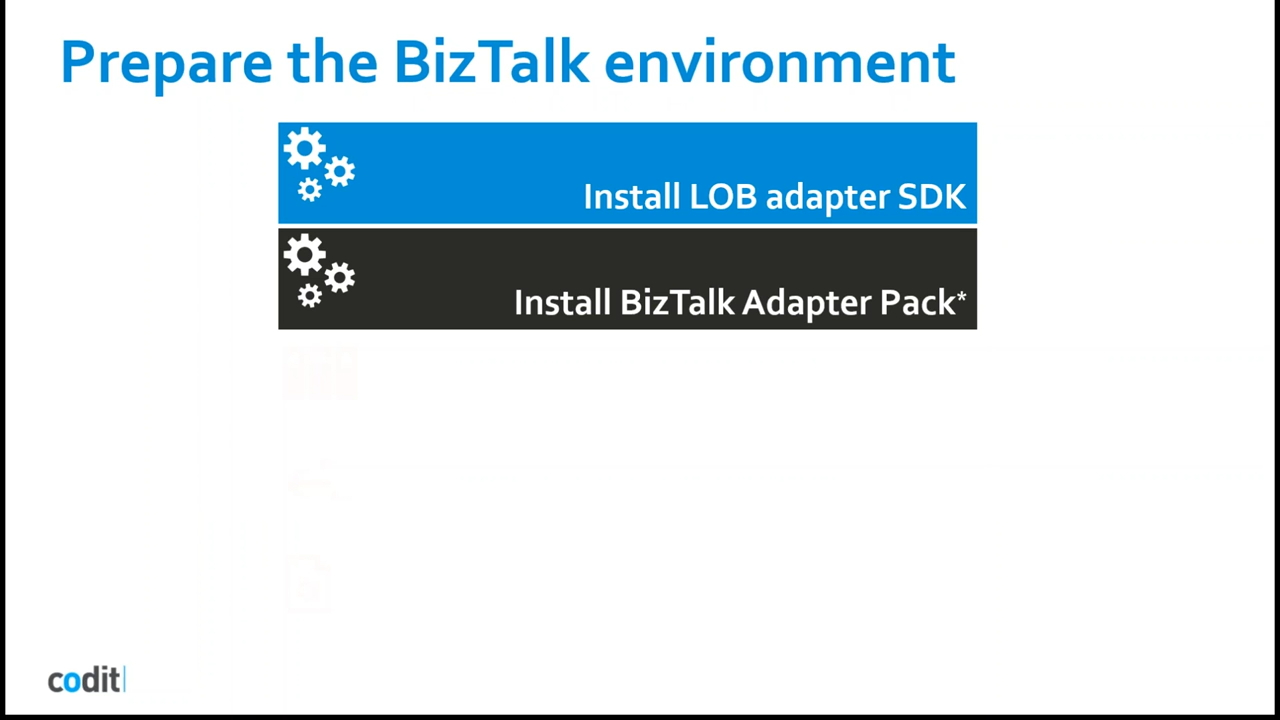 Prepare the BizTalk environment
Install LOB adapter SDK
Install BizTalk Adapter Pack*
codit